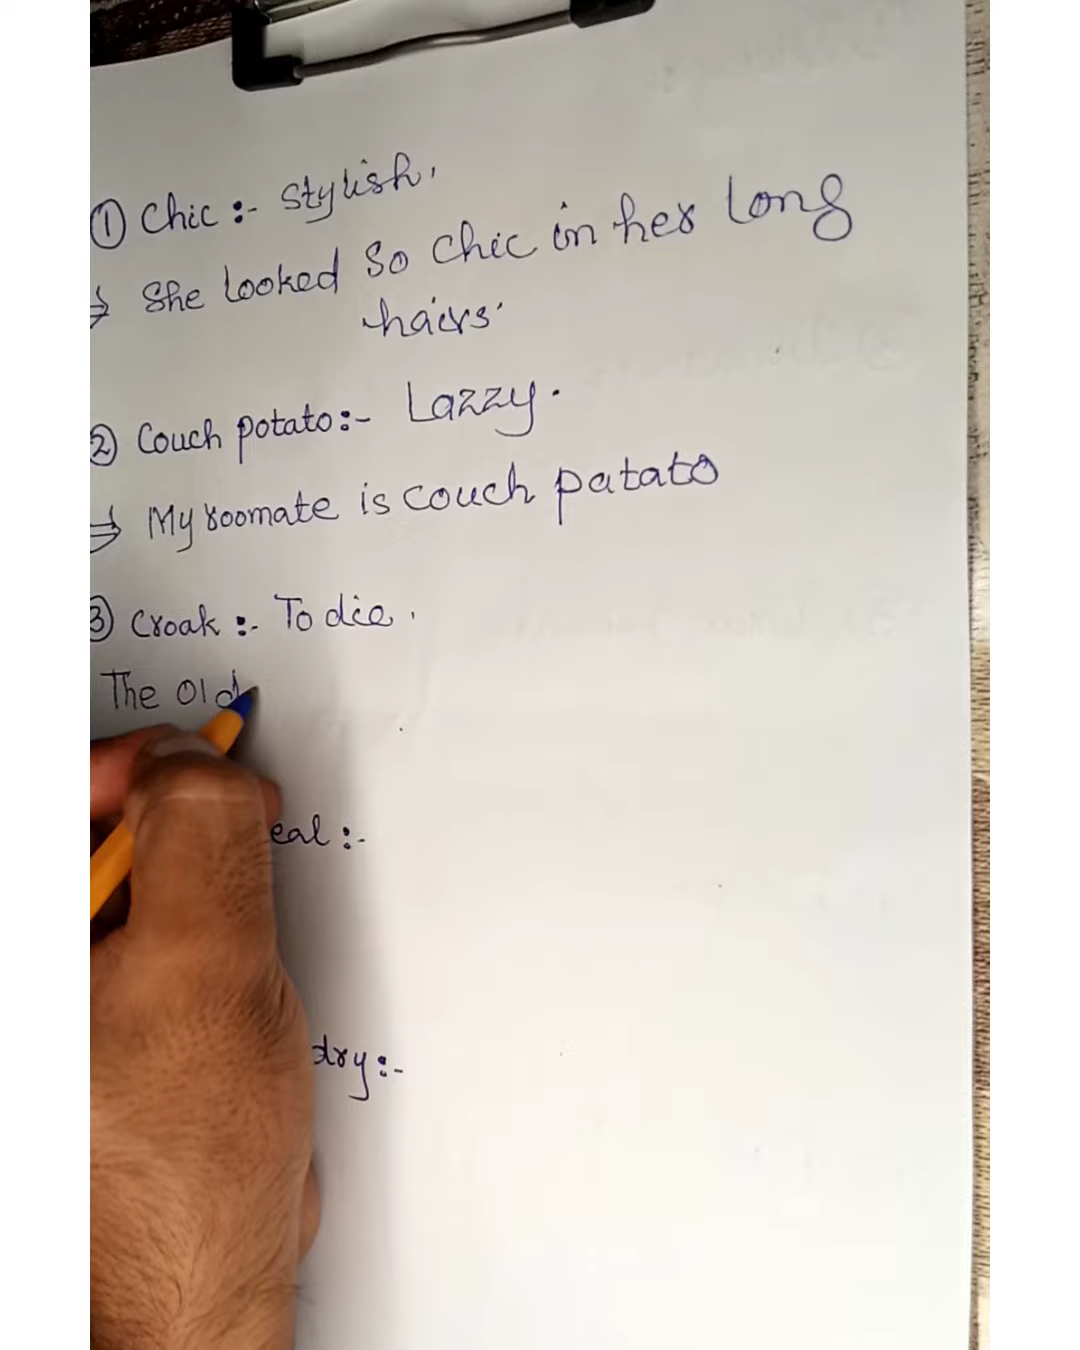 ① Chic :- Stylish.
⇒ She looked So chic in her long
hairs.
② Couch potato:- Lazzy.
⇒ My roomate is couch patato
③ Croak :- To die.
The Old
eal :-
dry :-